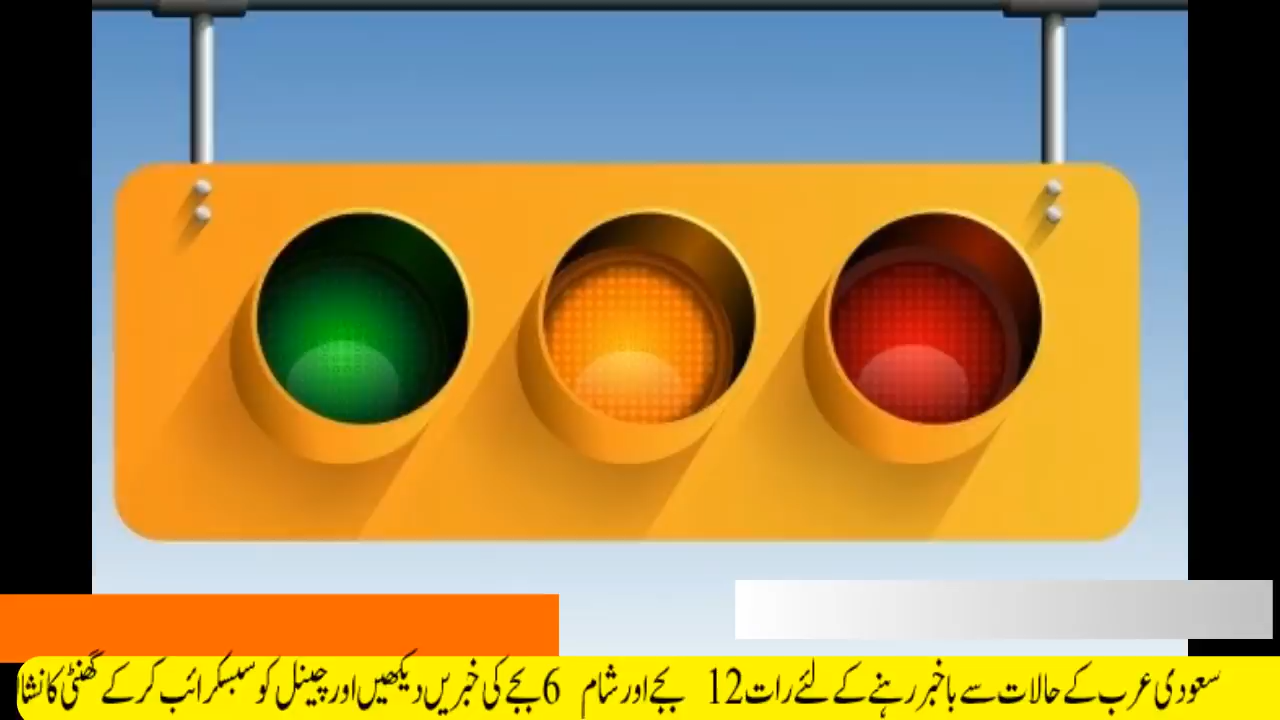 سعودی عرب کے حالات سے باخبر رہنے کے لئے رات 12 بجے اور شام 6 بجے کی خبریں دیکھیں اور چینل کو سبسکرائب کر کے گھنٹی کا